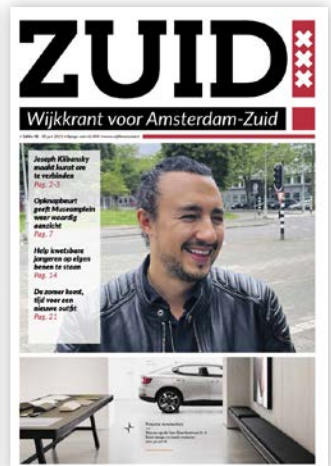 ZUID!
Wijkkrant voor Amsterdam-Zuid
Joseph Klibansky
maakt kunst om
te verbinden
Pag. 2-3
Opknapbeurt
geeft Museumplein
weer waardig
aanzicht
Pag. 7
Help kwetsbare
jongeren op eigen
benen te staan
Pag. 14
De zomer komt,
tijd voor een
nieuwe outfit
Pag. 21